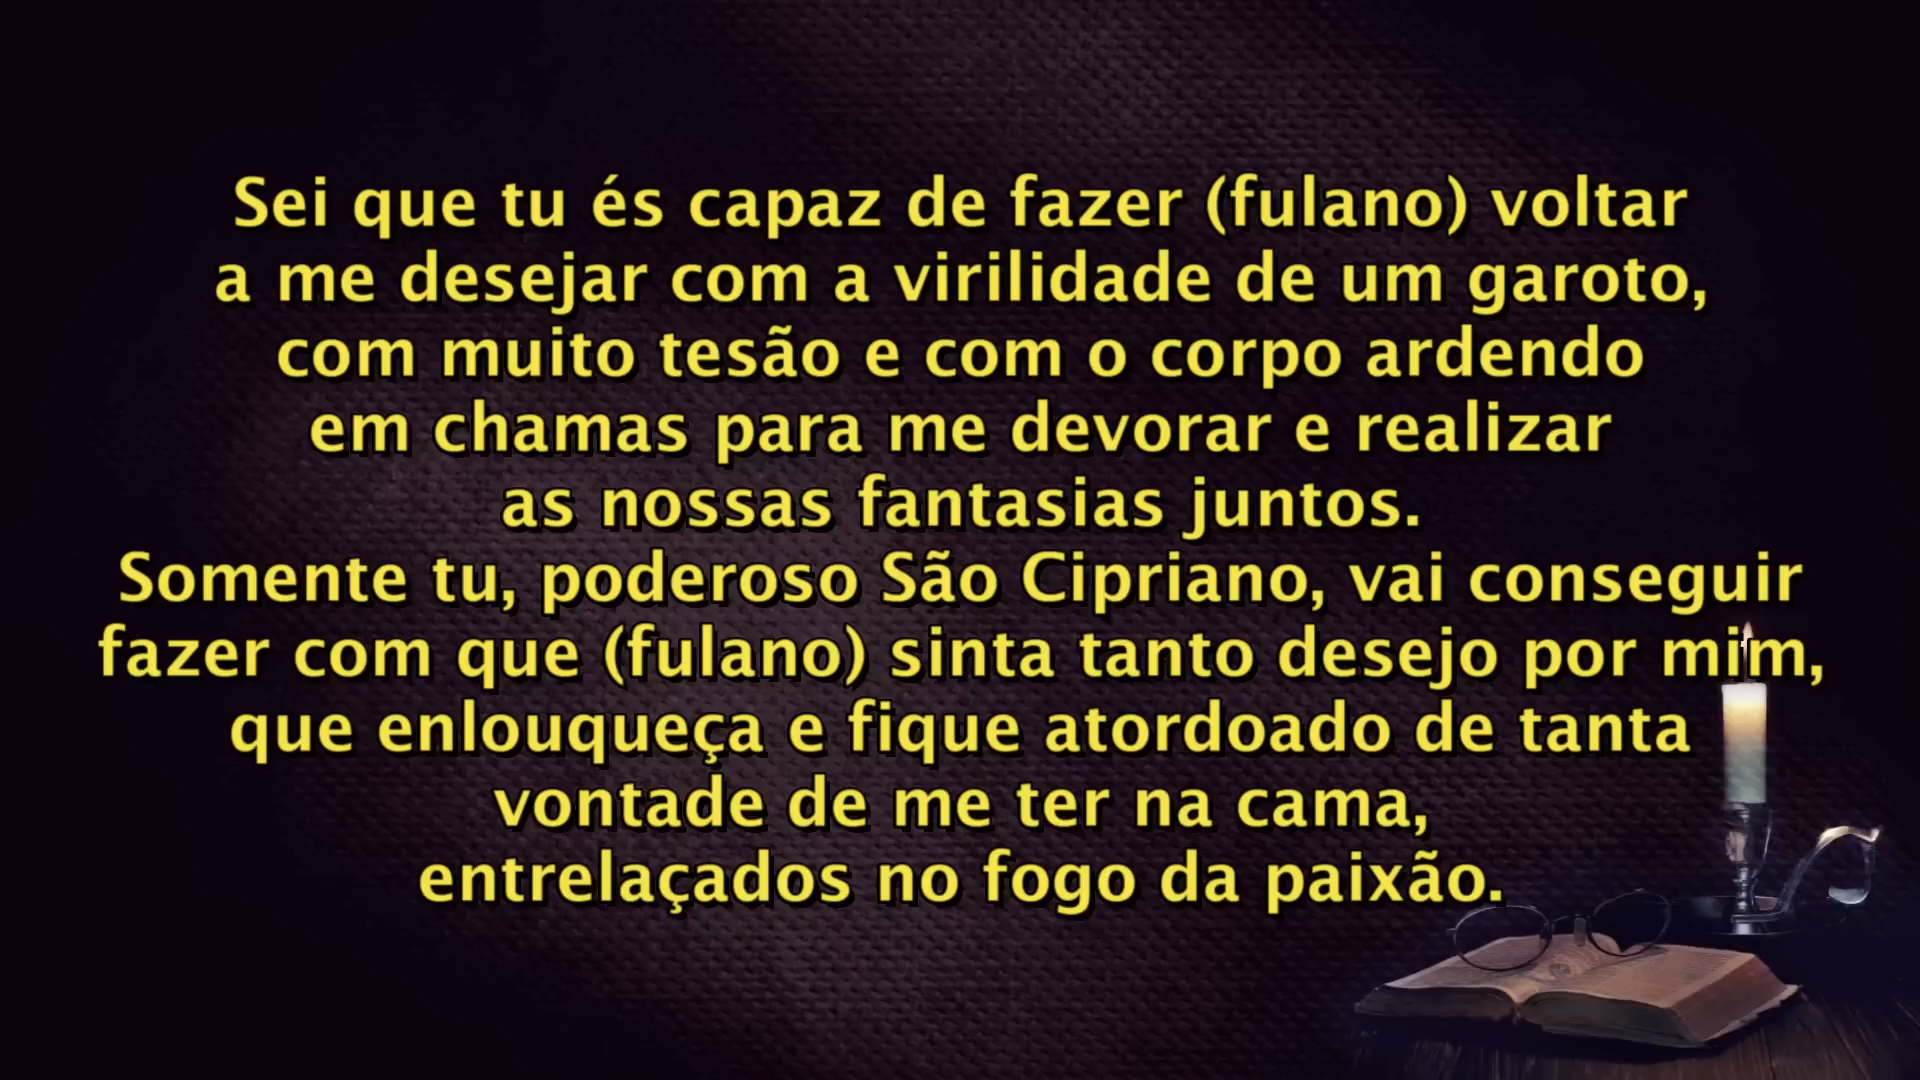 Sei que tu és capaz de fazer (fulano) voltar
a me desejar com a virilidade de um garoto,
com muito tesão e com o corpo ardendo
em chamas para me devorar e realizar
as nossas fantasias juntos.
Somente tu, poderoso São Cipriano, vai conseguir
fazer com que (fulano) sinta tanto desejo por mim,
que enlouqueça e fique atordoado de tanta
vontade de me ter na cama,
entrelaçados no fogo da paixão.